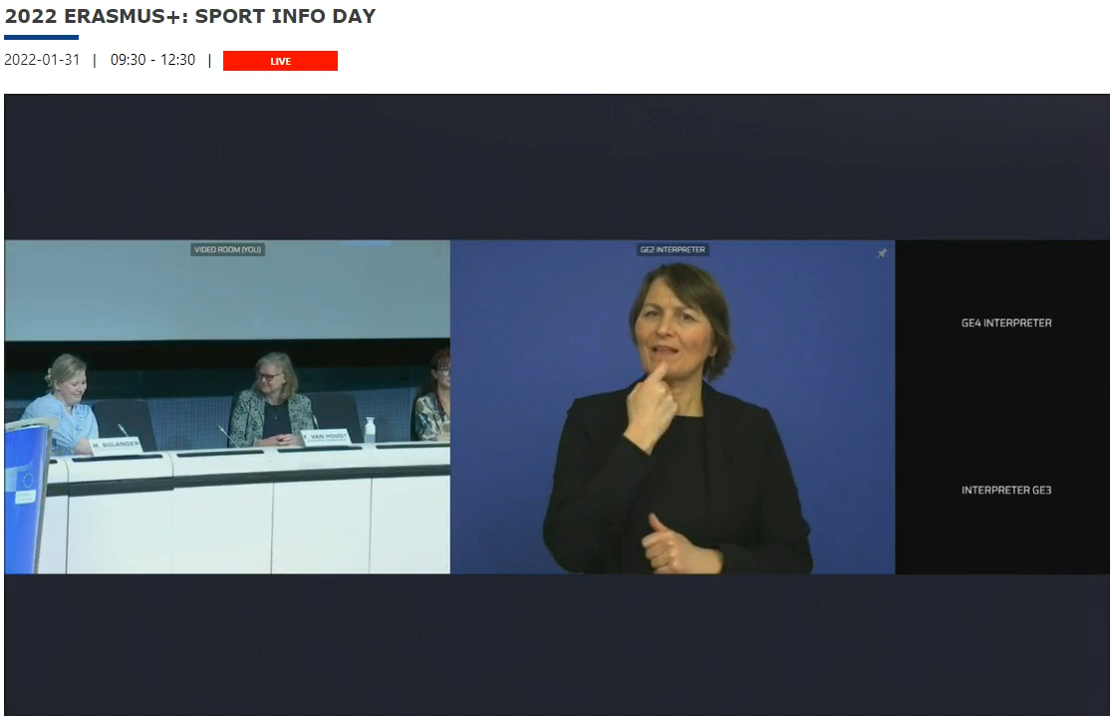 2022 ERASMUS+: SPORT INFO DAY
2022-01-31 | 09:30 - 12:30 | LIVE
VIDEO ROOM (YOU)
GE2 INTERPRETER
GE4 INTERPRETER
INTERPRETER GE3
H. SULANDER
F. VAN HOUDT